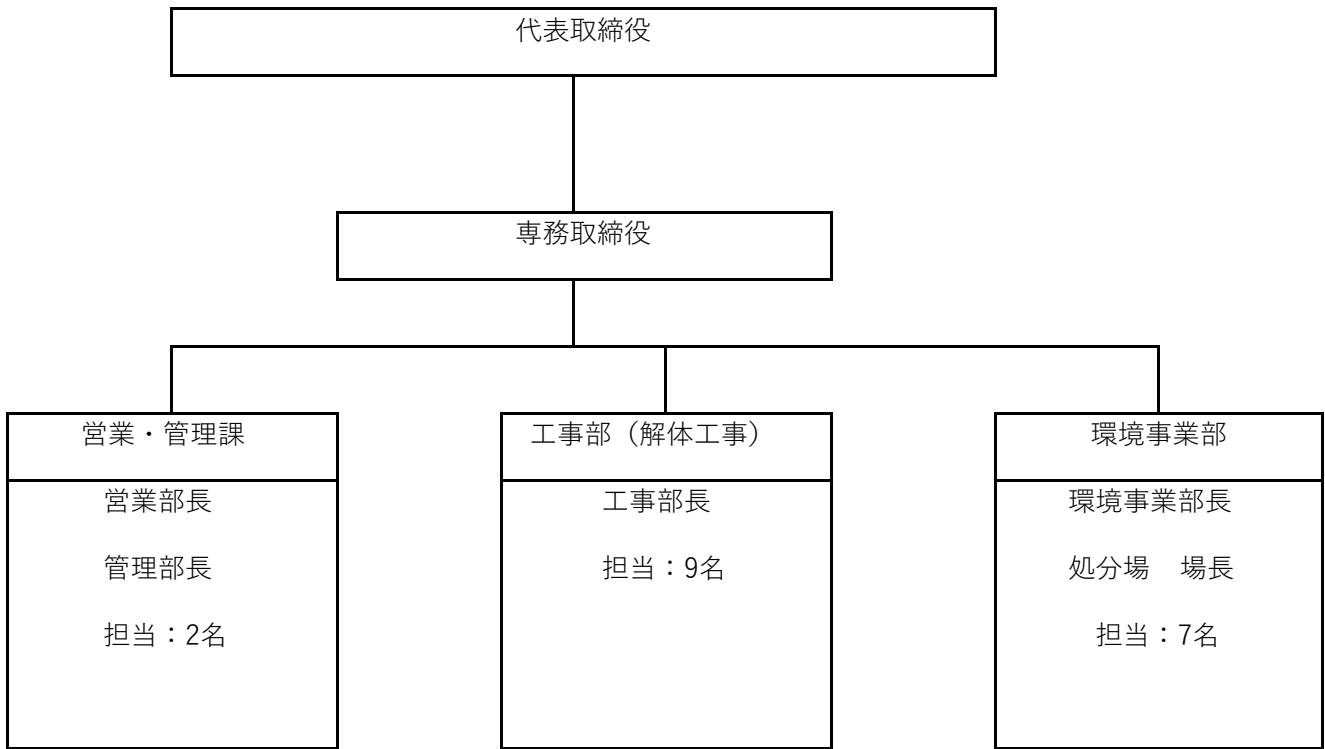 代表取締役
専務取締役
営業・管理課
営業部長
管理部長
担当：2名
工事部（解体工事）
工事部長
担当：9名
環境事業部
環境事業部長
処分場　場長
担当：7名